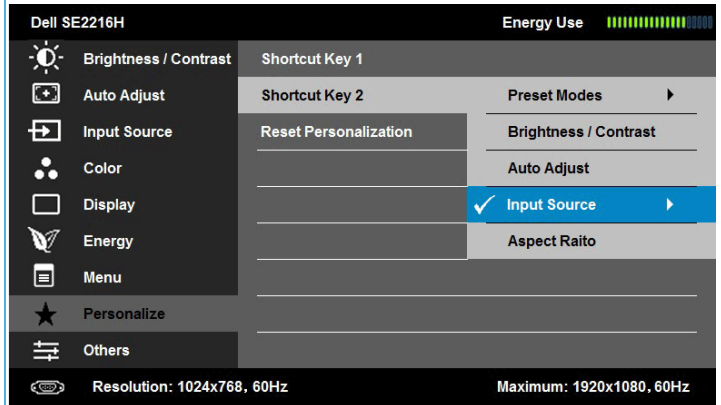 Dell SE2216H Energy Use
Brightness / Contrast Shortcut Key 1
Auto Adjust Shortcut Key 2 Preset Modes
Input Source Reset Personalization Brightness / Contrast
Color Auto Adjust
Display Input Source
Energy Aspect Raito
Menu
Personalize
Others
Resolution: 1024x768, 60Hz Maximum: 1920x1080, 60Hz